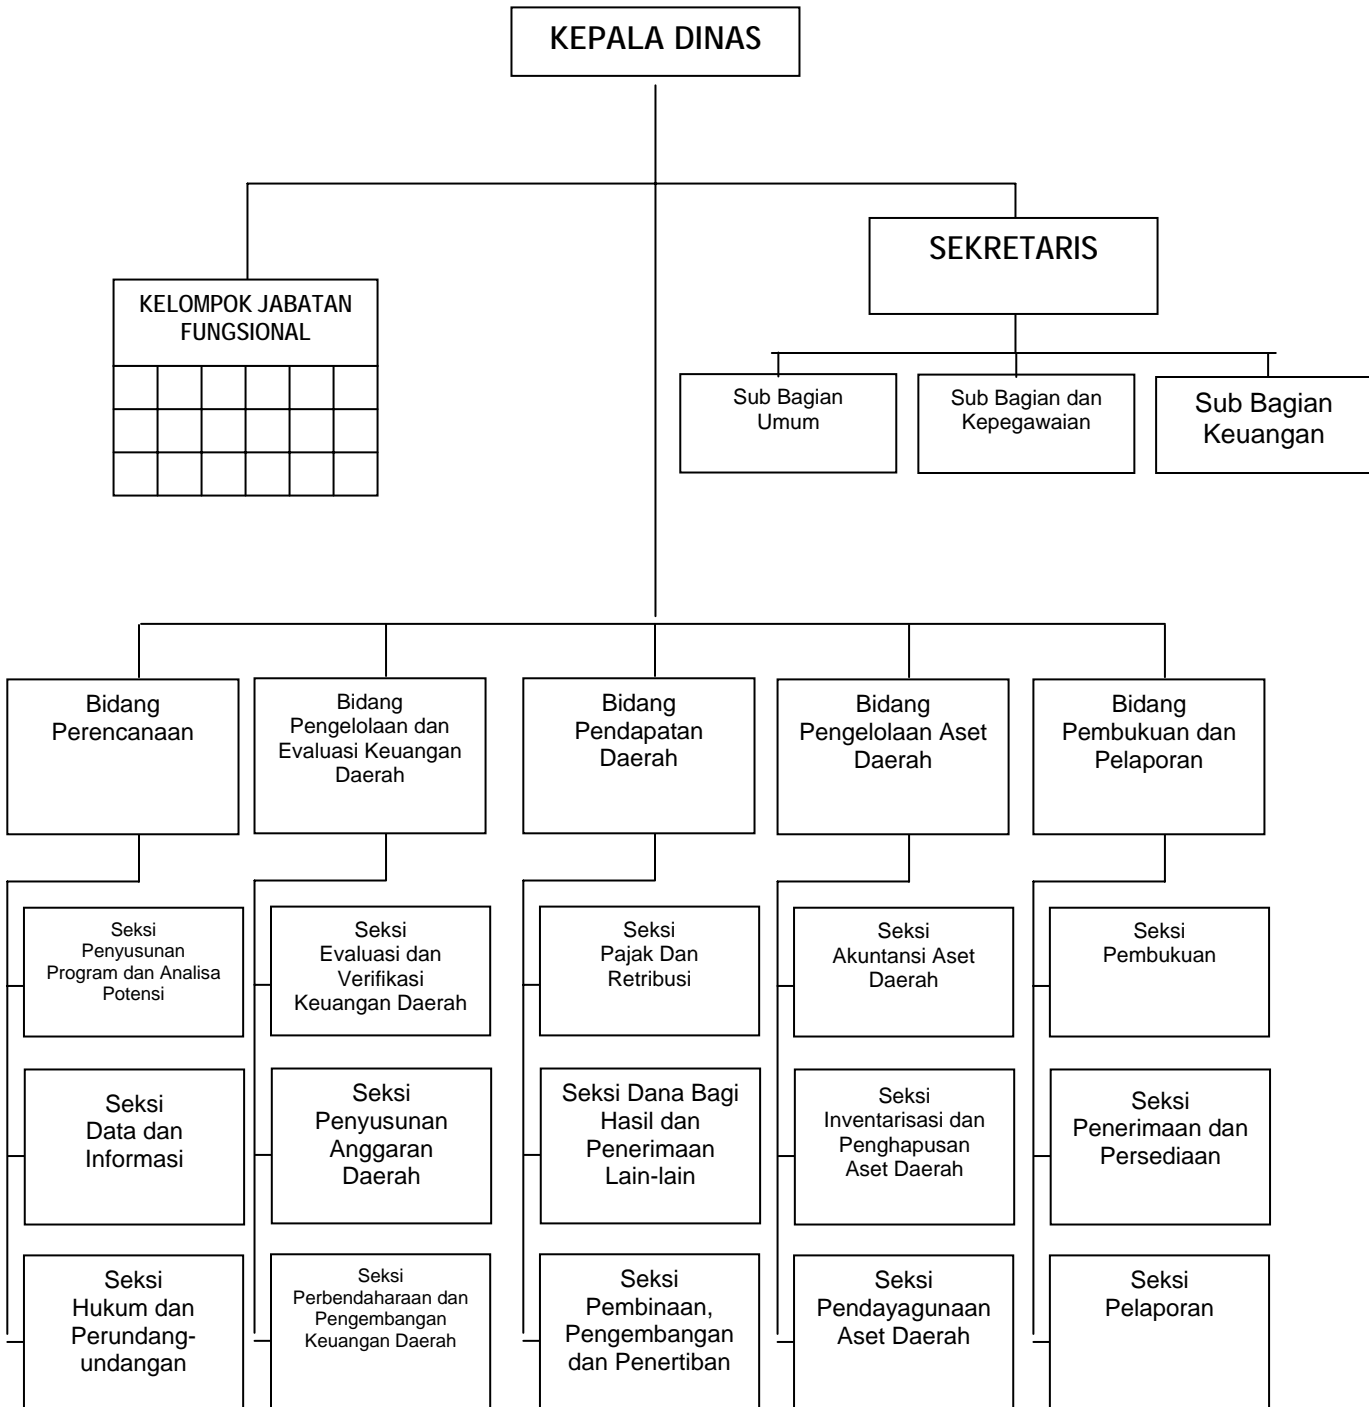 KEPALA DINAS
SEKRETARIS
KELOMPOK JABATAN
FUNGSIONAL
Sub Bagian
Umum
Sub Bagian dan
Kepegawaian
Sub Bagian
Keuangan
Bidang
Perencanaan
Bidang
Pengelolaan dan
Evaluasi Keuangan
Daerah
Bidang
Pendapatan
Daerah
Bidang
Pengelolaan Aset
Daerah
Bidang
Pembukuan dan
Pelaporan
Seksi
Penyusunan
Program dan Analisa
Potensi
Seksi
Evaluasi dan
Verifikasi
Keuangan Daerah
Seksi
Pajak Dan
Retribusi
Seksi
Akuntansi Aset
Daerah
Seksi
Pembukuan
Seksi
Data dan
Informasi
Seksi
Penyusunan
Anggaran
Daerah
Seksi Dana Bagi
Hasil dan
Penerimaan
Lain-lain
Seksi
Inventarisasi dan
Penghapusan
Aset Daerah
Seksi
Penerimaan dan
Persediaan
Seksi
Hukum dan
Perundang-
undangan
Seksi
Perbendaharaan dan
Pengembangan
Keuangan Daerah
Seksi
Pembinaan,
Pengembangan
dan Penertiban
Seksi
Pendayagunaan
Aset Daerah
Seksi
Pelaporan